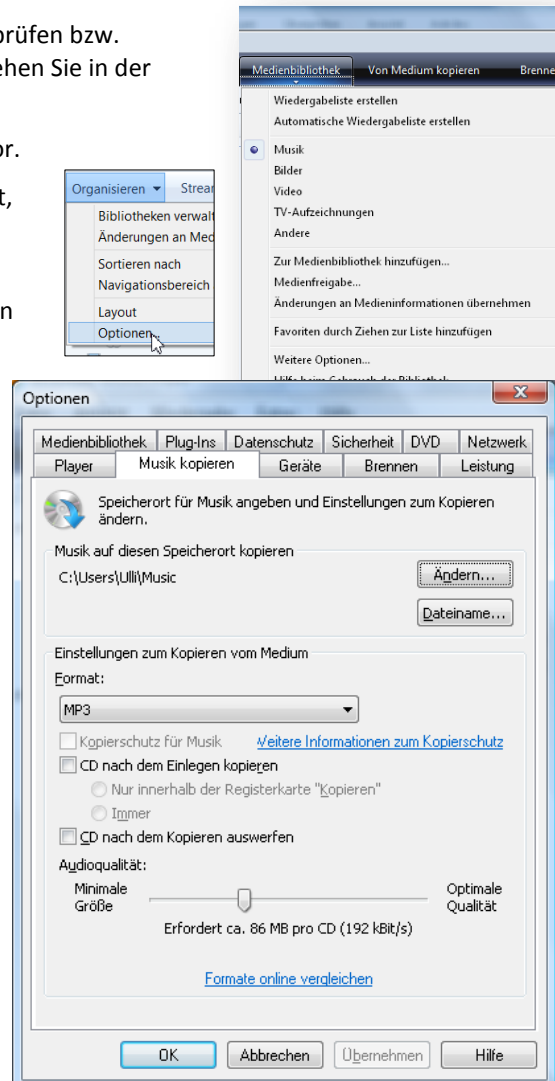 prüfen bzw.
ehen Sie in der
or.
t,
n
Organisieren Strear
Bibliotheken verwalt
Änderungen an Med
Sortieren nach
Navigationsbereich
Layout
Optionen...
Medienbibliothek Von Medium kopieren Brenne
Wiedergabeliste erstellen
Automatische Wiedergabeliste erstellen
Musik
Bilder
Video
TV-Aufzeichnungen
Andere
Zur Medienbibliothek hinzufügen...
Medienfreigabe...
Änderungen an Medieninformationen übernehmen
Favoriten durch Ziehen zur Liste hinzufügen
Weitere Optionen...
Hilfe beim Gebrauch der Bibliothek
Optionen
Medienbibliothek Plug-Ins Datenschutz Sicherheit DVD Netzwerk
Player Musik kopieren Geräte Brennen Leistung
Speicherort für Musik angeben und Einstellungen zum Kopieren
ändern.
Musik auf diesen Speicherort kopieren
C:\Users\Ulli\Music
Ändern...
Dateiname...
Einstellungen zum Kopieren vom Medium
Format:
MP3
Kopierschutz für Musik Weitere Informationen zum Kopierschutz
CD nach dem Einlegen kopieren
Nur innerhalb der Registerkarte "Kopieren"
Immer
CD nach dem Kopieren auswerfen
Audioqualität:
Minimale Optimale
Größe Qualität
Erfordert ca. 86 MB pro CD (192 kBit/s)
Formate online vergleichen
OK Abbrechen Übernehmen Hilfe